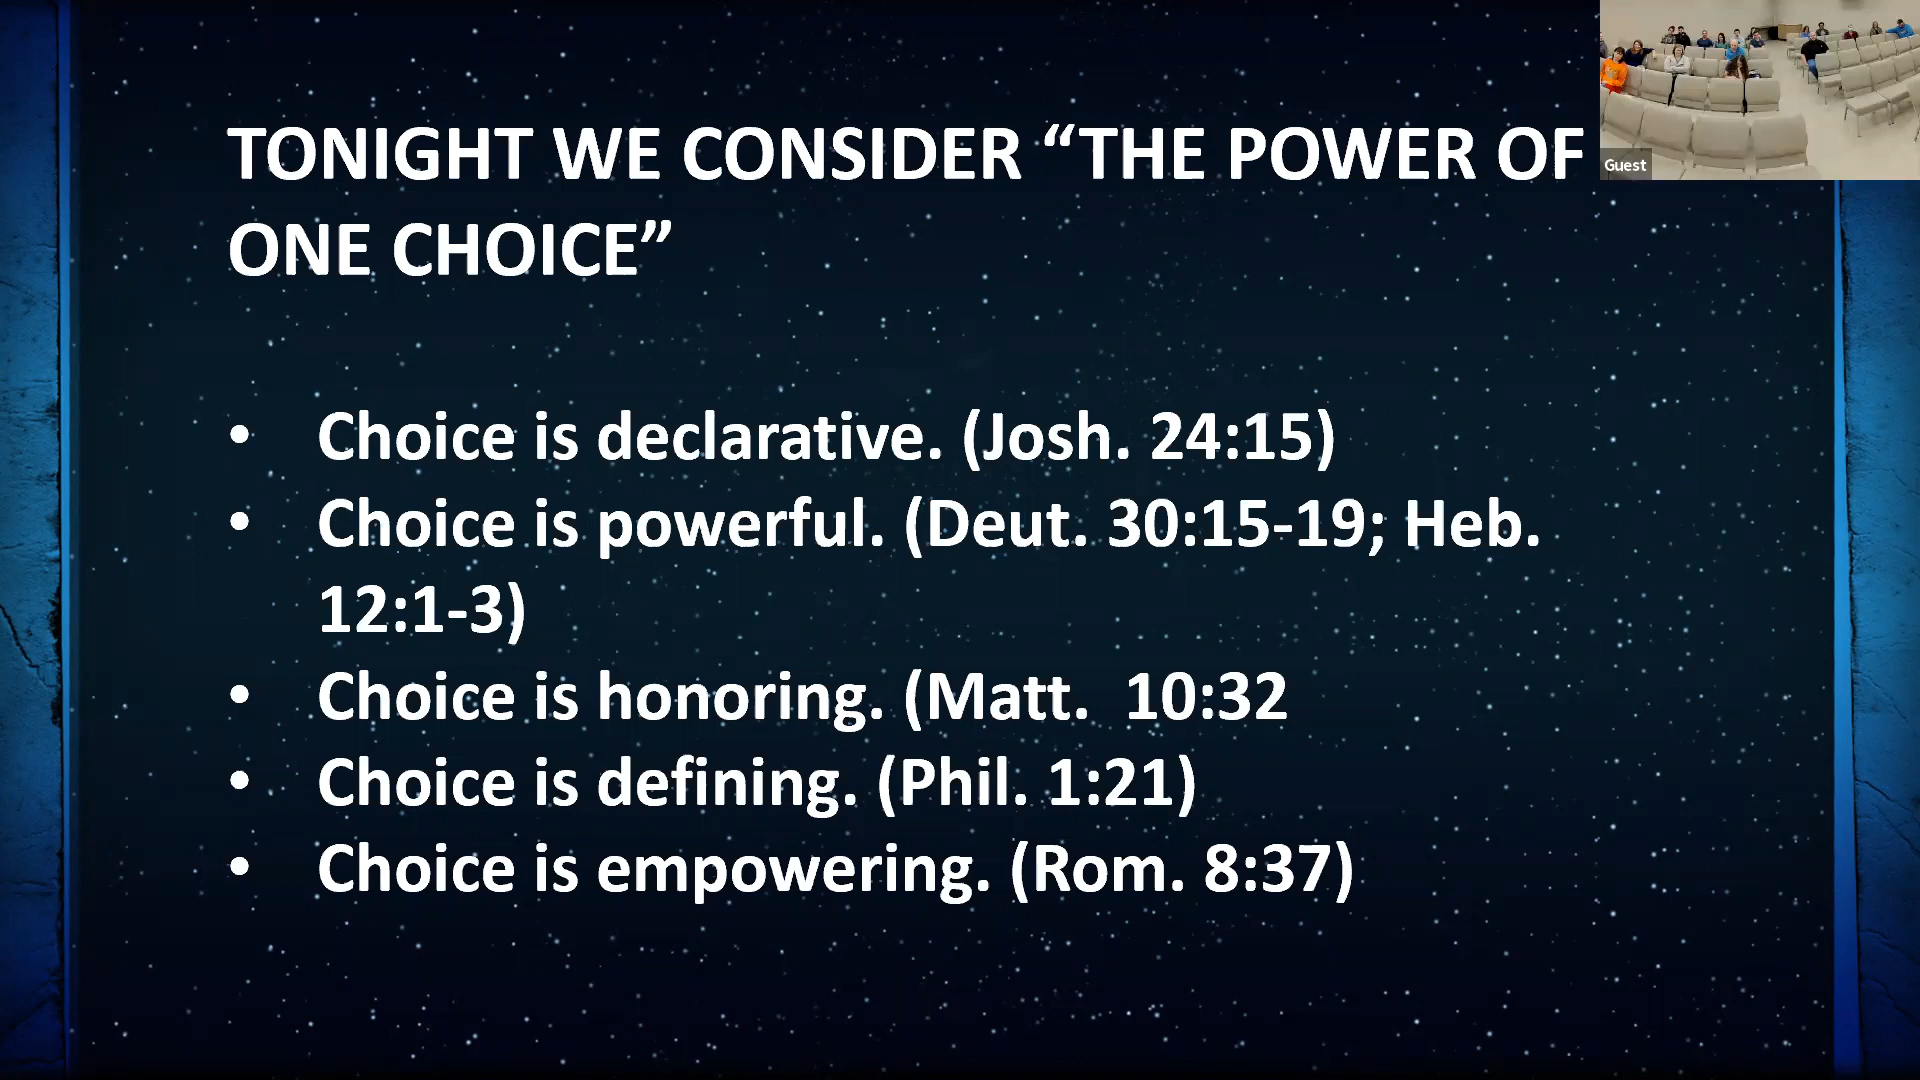 TONIGHT WE CONSIDER “THE POWER OF
ONE CHOICE”
• Choice is declarative. (Josh. 24:15)
• Choice is powerful. (Deut. 30:15-19; Heb.
12:1-3)
• Choice is honoring. (Matt.  10:32
• Choice is defining. (Phil. 1:21)
• Choice is empowering. (Rom. 8:37)
Guest